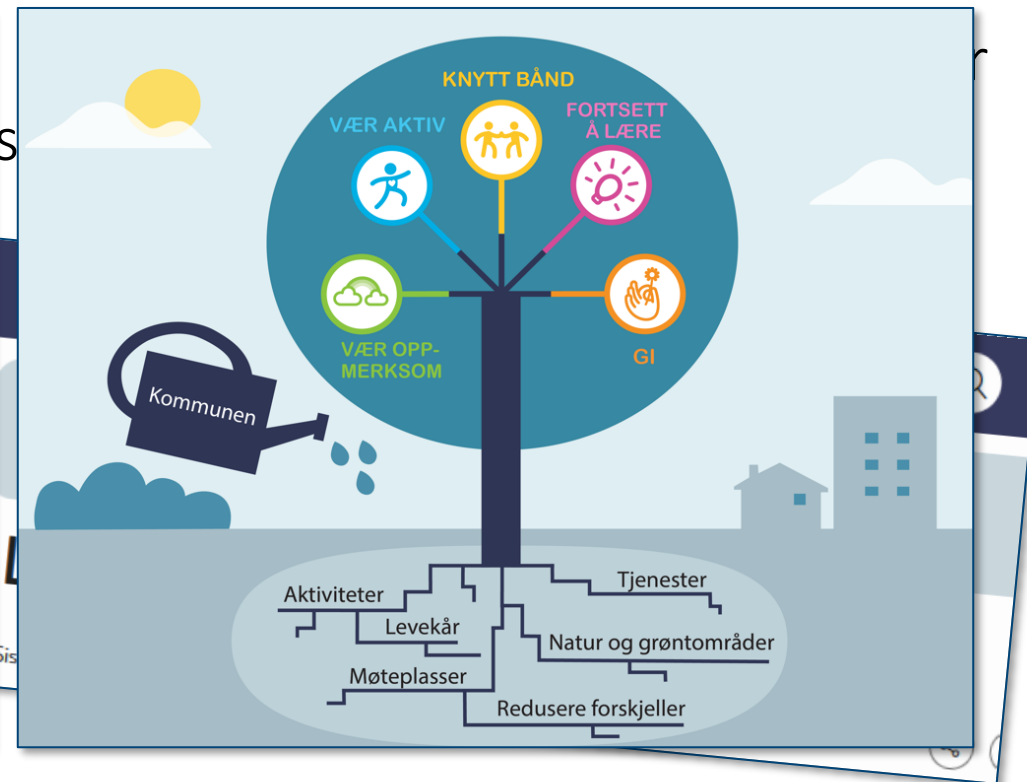 KNYTT BÅND
VÆR AKTIV
FORTSETT
Å LÆRE
VÆR OPP-
MERKSOM
GI
Kommunen
Aktiviteter
Tjenester
Levekår
Natur og grøntområder
Møteplasser
Redusere forskjeller